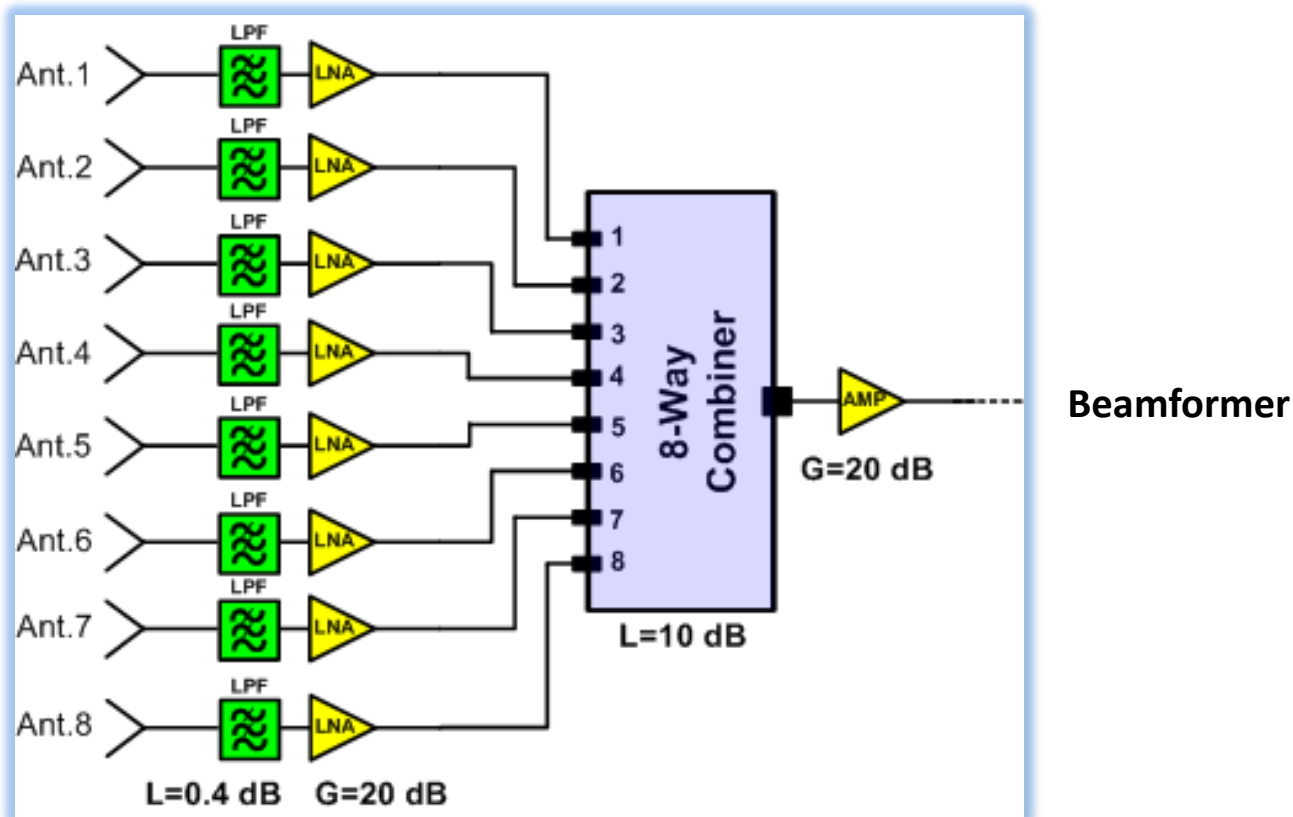 LPF
Ant.1
LNA
LPF
Ant.2
LNA
LPF
Ant.3
LNA
LPF
Ant.4
LNA
LPF
Ant.5
LNA
LPF
Ant.6
LNA
LPF
Ant.7
LNA
LPF
Ant.8
LNA
L=0.4 dB
G=20 dB
1
2
3
4
5
6
7
8
8-Way
Combiner
L=10 dB
AMP
G=20 dB
Beamformer